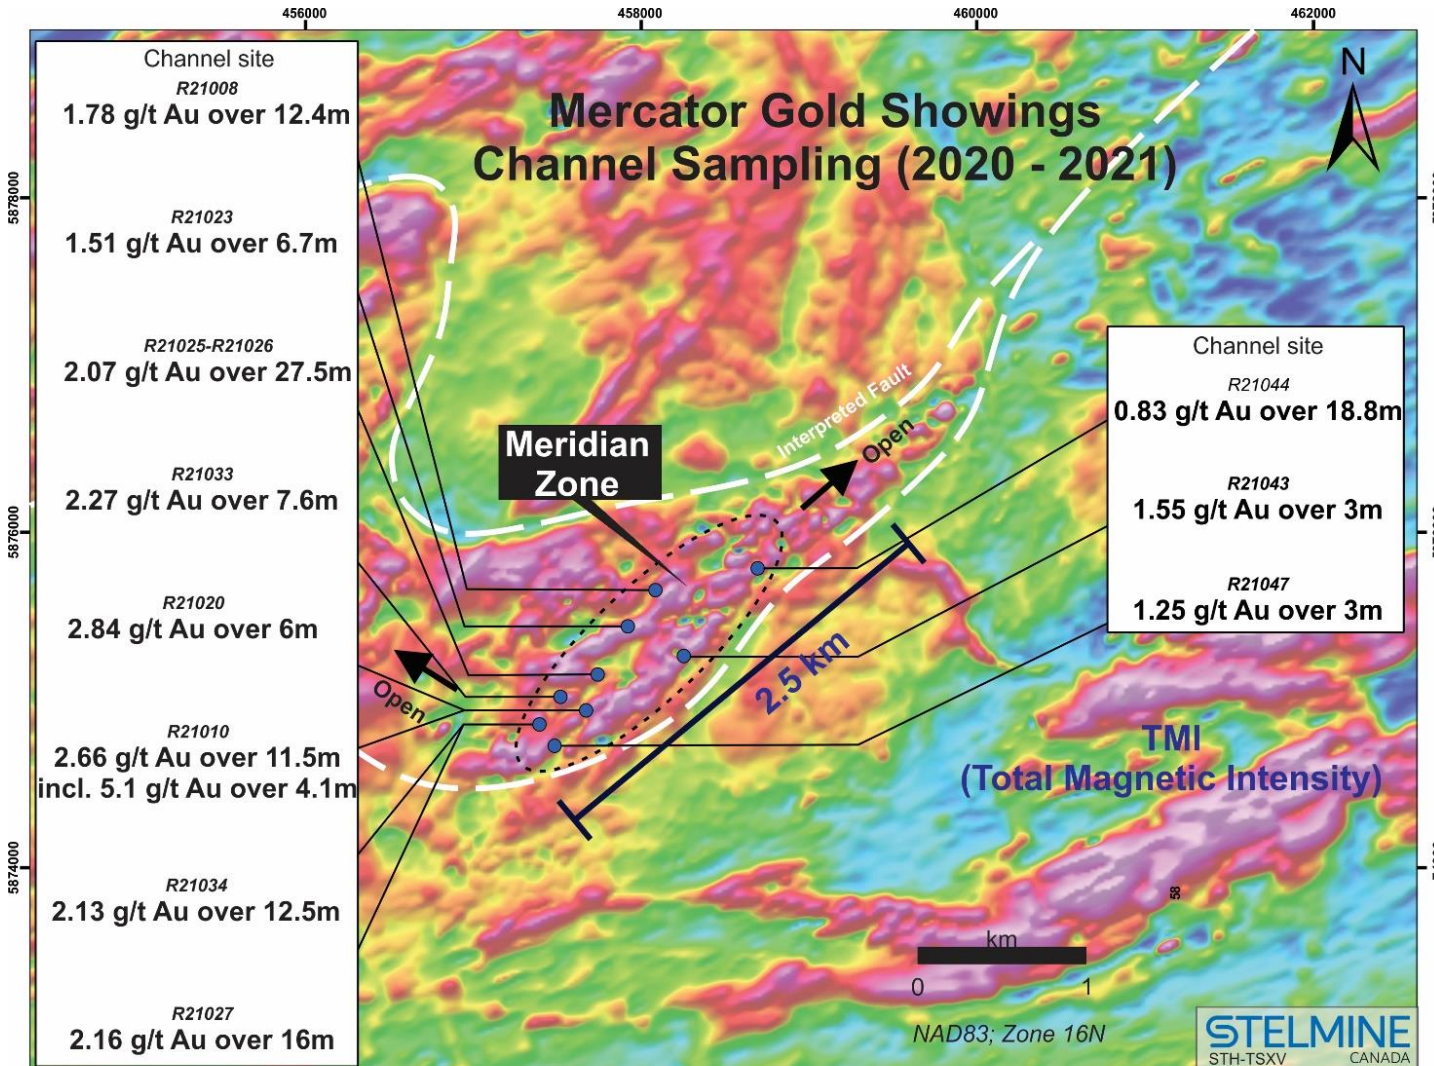 456000
458000
460000
462000
Channel site
R21008
1.78 g/t Au over 12.4m
R21023
1.51 g/t Au over 6.7m
R21025-R21026
2.07 g/t Au over 27.5m
R21033
2.27 g/t Au over 7.6m
R21020
2.84 g/t Au over 6m
R21010
2.66 g/t Au over 11.5m
incl. 5.1 g/t Au over 4.1m
R21034
2.13 g/t Au over 12.5m
R21027
2.16 g/t Au over 16m
5878000
5876000
5874000
Mercator Gold Showings
Channel Sampling (2020 - 2021)
N
Interpreted Fault
Open
Meridian
Zone
Open
2.5 km
Channel site
R21044
0.83 g/t Au over 18.8m
R21043
1.55 g/t Au over 3m
R21047
1.25 g/t Au over 3m
TMI
(Total Magnetic Intensity)
58
km
0
1
NAD83; Zone 16N
STELMINE
STH-TSXV
CANADA